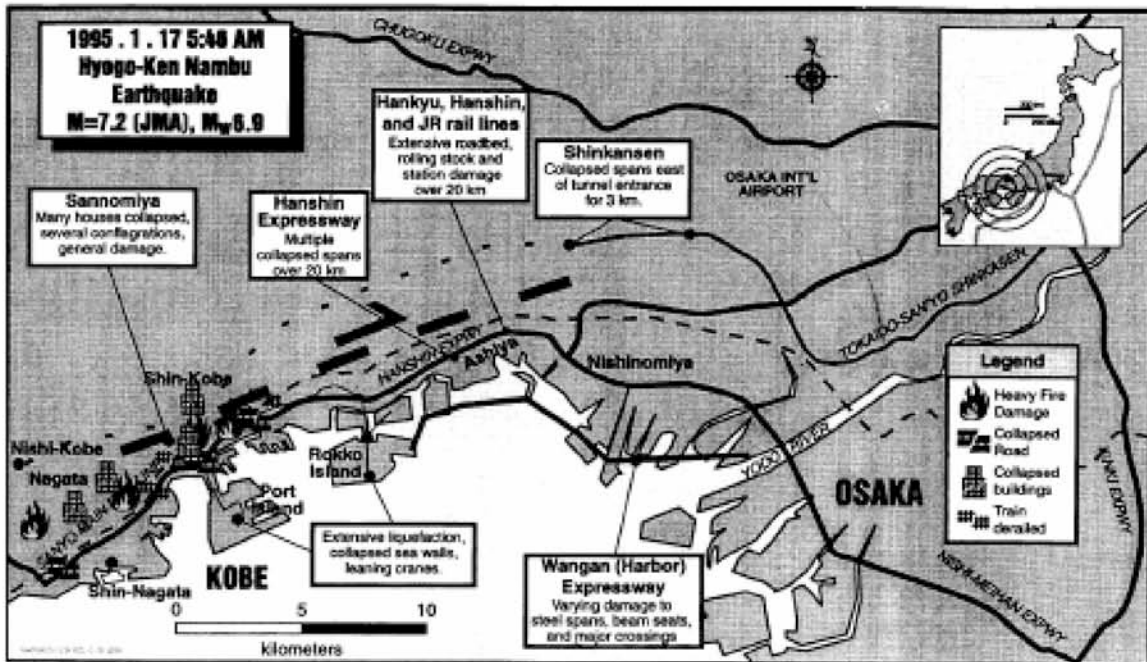 1995 . 1 . 17 5:46 AM
Hyogo-Ken Nambu
Earthquake
M=7.2 (JMA), Mw6.9
CHUGOKU EXPWY
N
Hankyu, Hanshin,
and JR rail lines
Extensive roadbed,
rolling stock and
station damage
over 20 km
Shinkansen
Collapsed spans east
of tunnel entrance
for 3 km.
OSAKA INT'L
AIRPORT
Sannomiya
Many houses collapsed,
several conflagrations,
general damage.
Hanshin
Expressway
Multiple
collapsed spans
over 20 km
TOKAIDO-SANYO SHINKASEN
HANSHIN EXPWY
Ashiya
Nishinomiya
Shin-Kobe
Nishi-Kobe
Nagata
Rokko
Island
Port
Island
YODO RIVER
OSAKA
KINKI EXPWY
Legend
Heavy Fire
Damage
Collapsed
Road
Collapsed
buildings
Train
derailed
Extensive liquefaction,
collapsed sea walls,
leaning cranes.
KOBE
Shin-Nagata
Wangan (Harbor)
Expressway
Varying damage to
steel spans, beam seats,
and major crossings
NISHI-MEIHAN EXPWY
0 5 10
kilometers